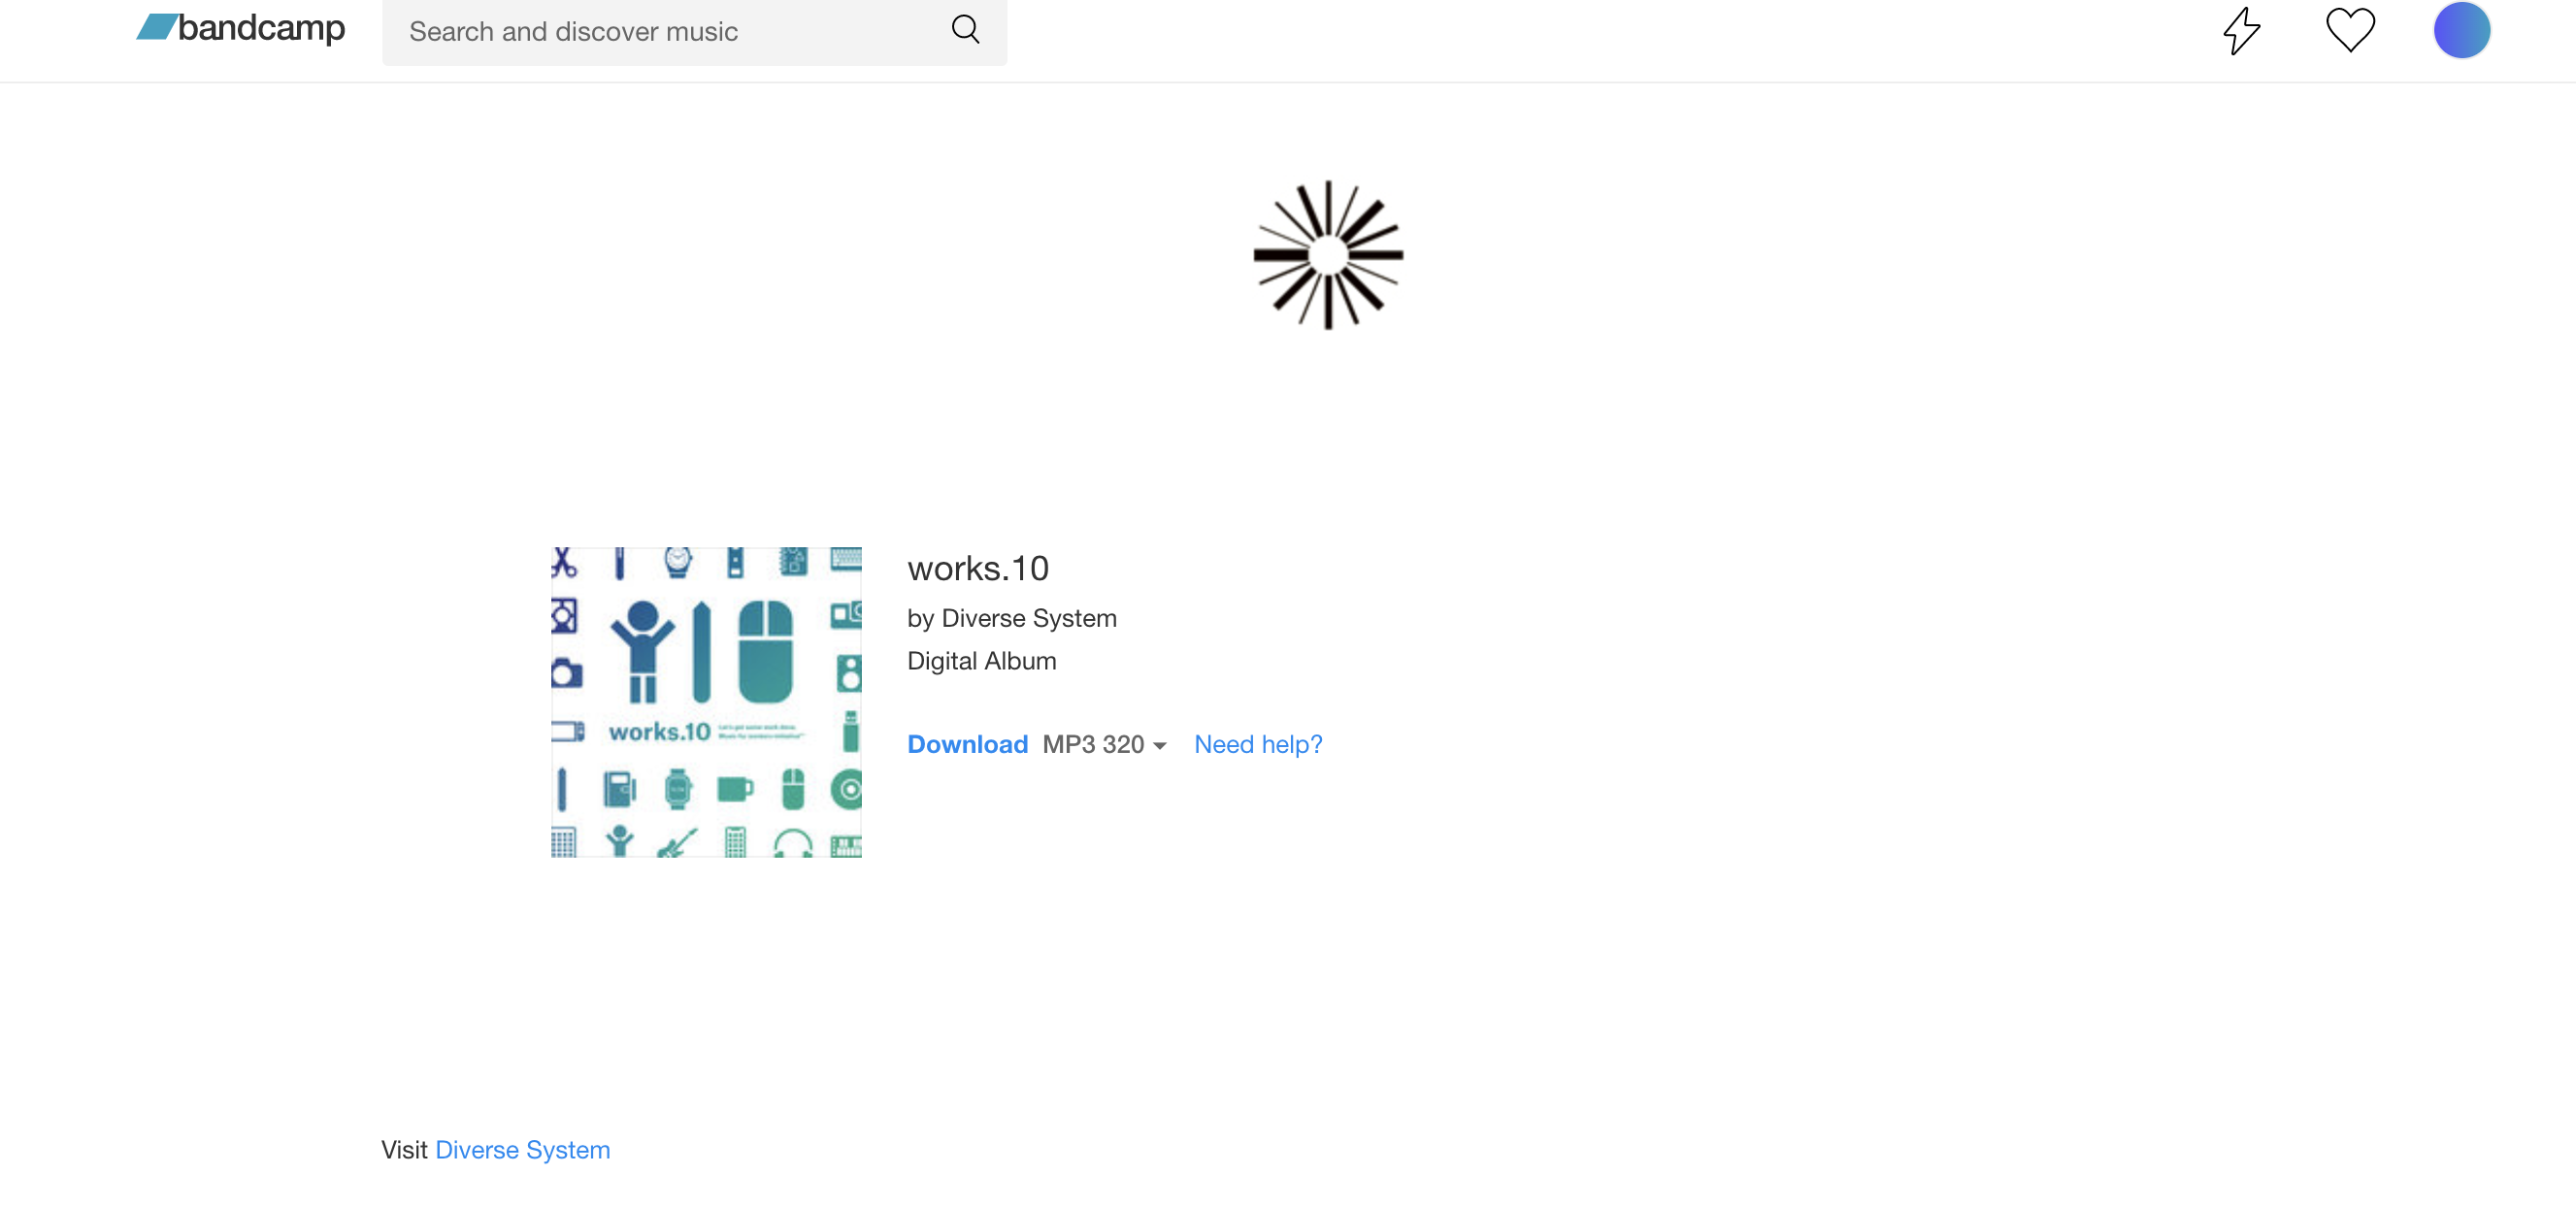 bandcamp
Search and discover music
works.10
by Diverse System
Digital Album
works.10
Download MP3 320 Need help?
Visit Diverse System